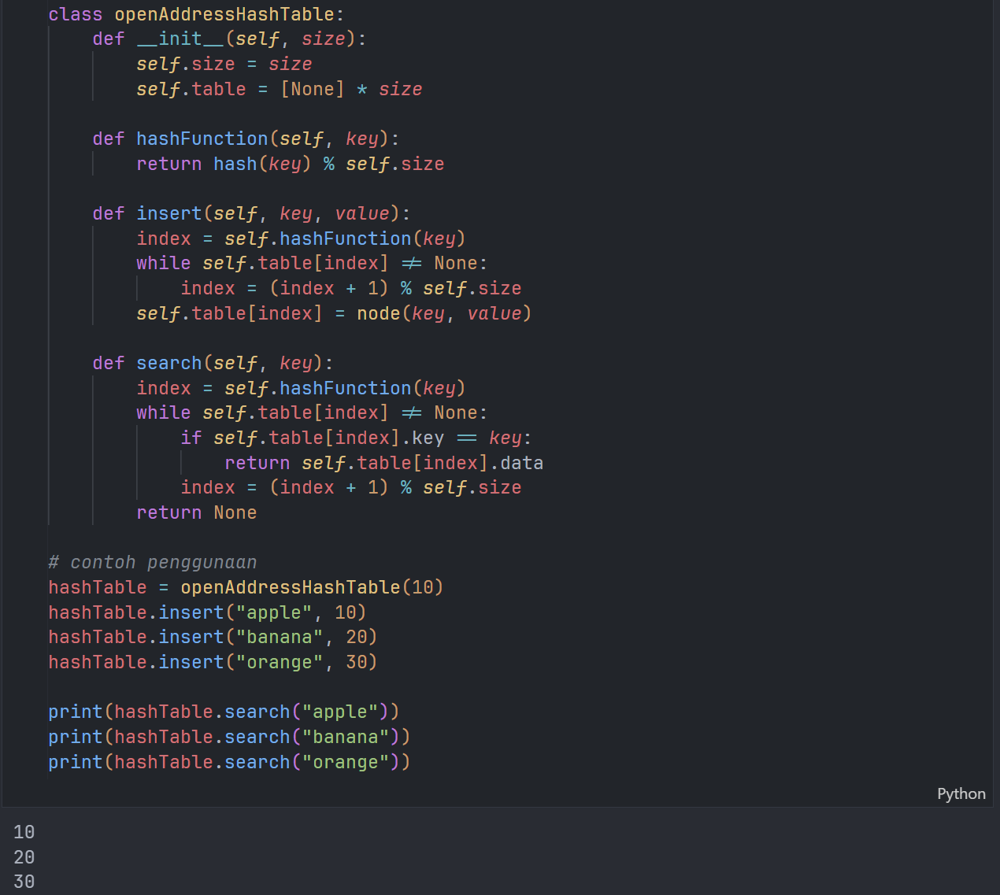 class openAddressHashTable:
    def __init__(self, size):
        self.size = size
        self.table = [None] * size

    def hashFunction(self, key):
        return hash(key) % self.size

    def insert(self, key, value):
        index = self.hashFunction(key)
        while self.table[index] != None:
            index = (index + 1) % self.size
        self.table[index] = node(key, value)

    def search(self, key):
        index = self.hashFunction(key)
        while self.table[index] != None:
            if self.table[index].key == key:
                return self.table[index].data
            index = (index + 1) % self.size
        return None

# contoh penggunaan
hashTable = openAddressHashTable(10)
hashTable.insert("apple", 10)
hashTable.insert("banana", 20)
hashTable.insert("orange", 30)

print(hashTable.search("apple"))
print(hashTable.search("banana"))
print(hashTable.search("orange"))
Python
10
20
30